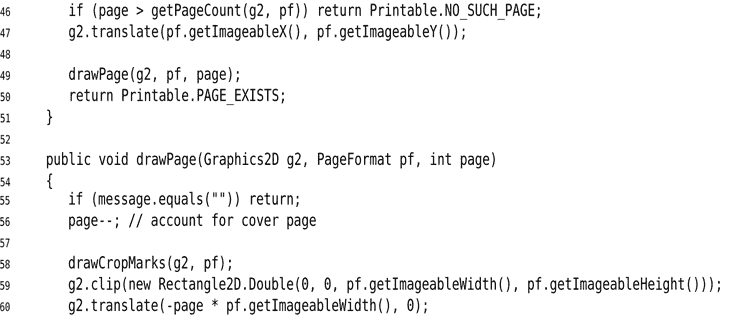 46 if (page > getPageCount(g2, pf)) return Printable.NO_SUCH_PAGE;
47 g2.translate(pf.getImageableX(), pf.getImageableY());
48
49 drawPage(g2, pf, page);
50 return Printable.PAGE_EXISTS;
51 }
52
53 public void drawPage(Graphics2D g2, PageFormat pf, int page)
54 {
55 if (message.equals("")) return;
56 page--; // account for cover page
57
58 drawCropMarks(g2, pf);
59 g2.clip(new Rectangle2D.Double(0, 0, pf.getImageableWidth(), pf.getImageableHeight()));
60 g2.translate(-page * pf.getImageableWidth(), 0);